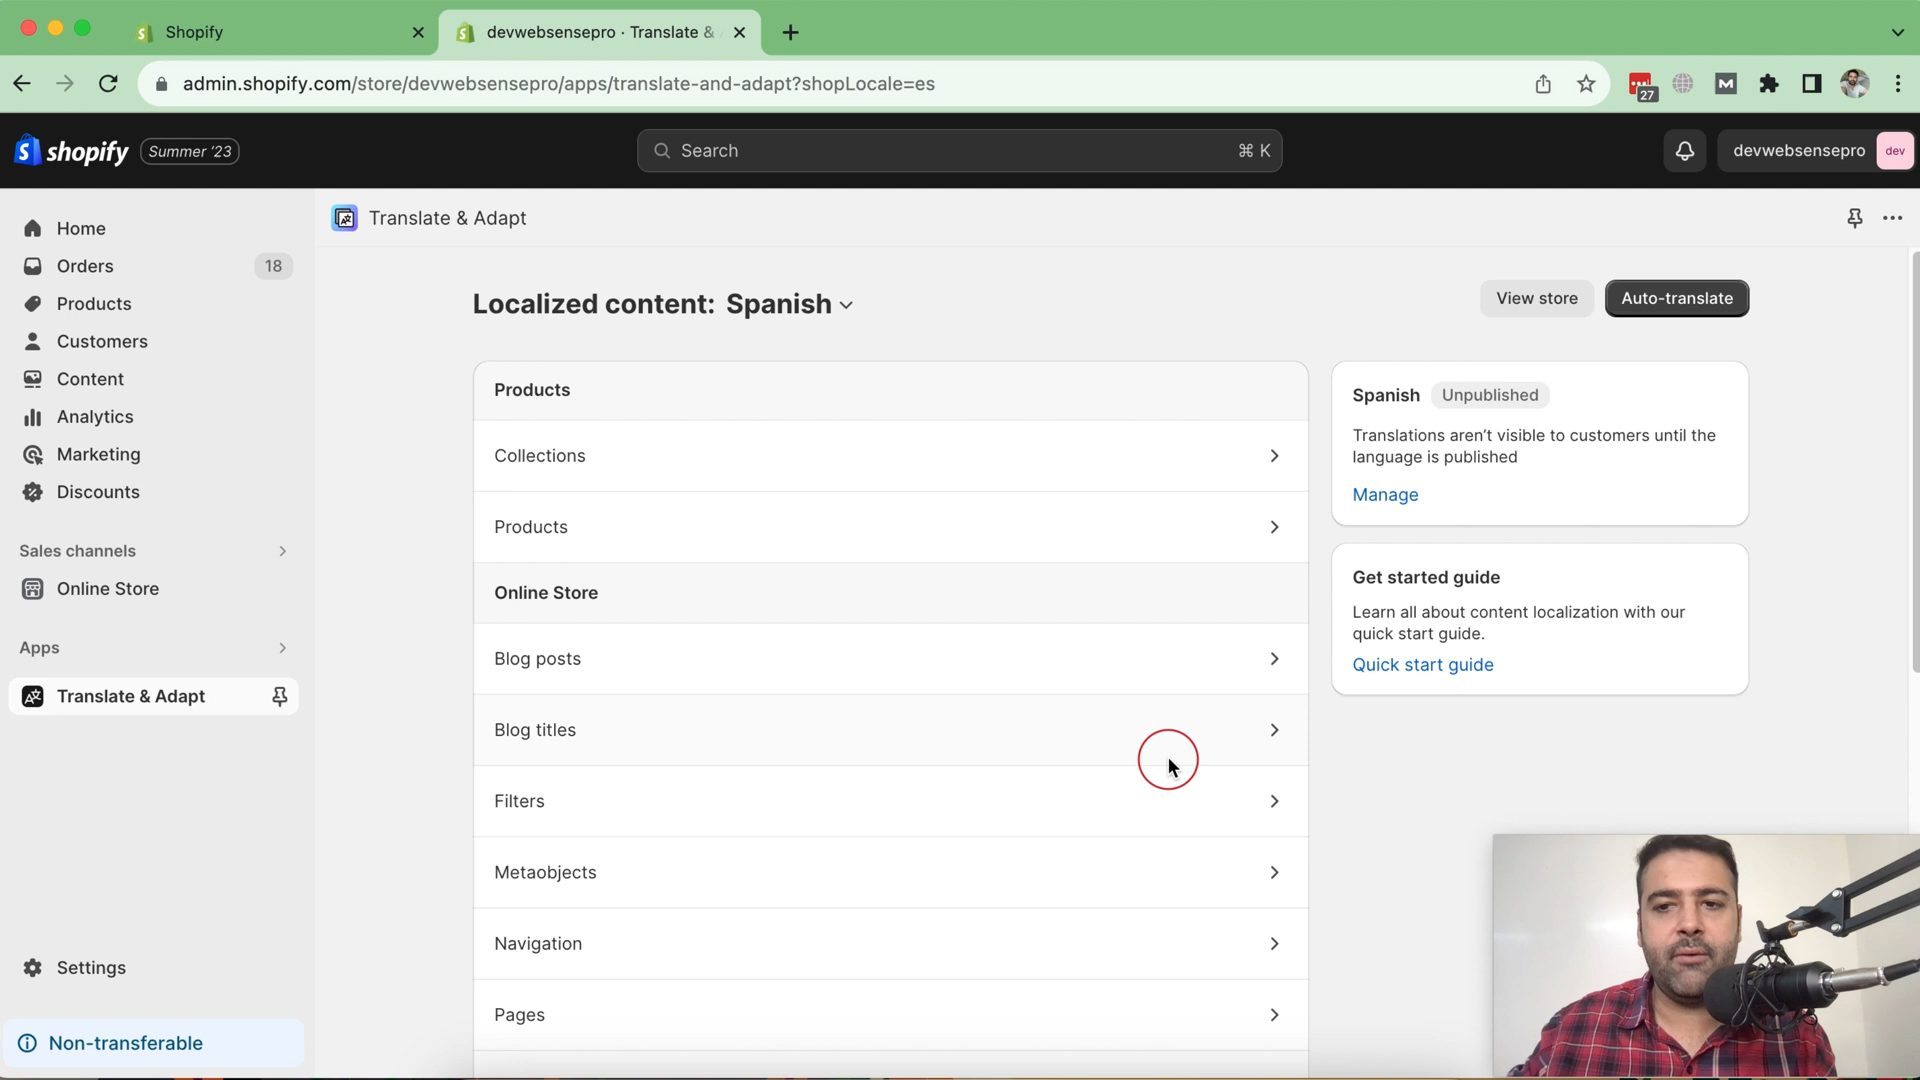 Shopify
devwebsensepro · Translate &
admin.shopify.com/store/devwebsensepro/apps/translate-and-adapt?shopLocale=es
27
shopify
Summer '23
Search
⌘ K
devwebsensepro
dev
Home
Orders
18
Products
Customers
Content
Analytics
Marketing
Discounts
Sales channels
Online Store
Apps
Translate & Adapt
Settings
Non-transferable
Translate & Adapt
Localized content: Spanish
View store
Auto-translate
Products
Collections
Products
Online Store
Blog posts
Blog titles
Filters
Metaobjects
Navigation
Pages
Spanish
Unpublished
Translations aren't visible to customers until the
language is published
Manage
Get started guide
Learn all about content localization with our
quick start guide.
Quick start guide